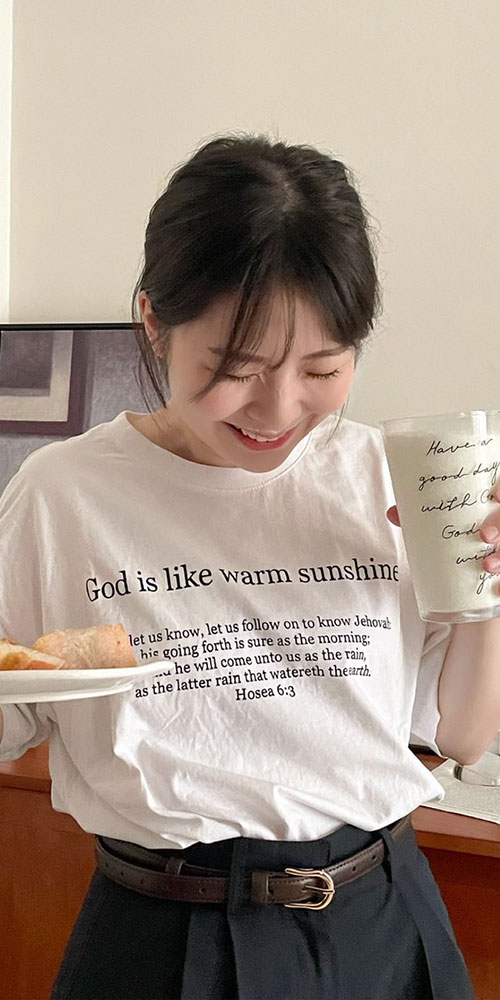 God is like warm sunshine
let us know, let us follow on to know Jehovah:
his going forth is sure as the morning;
he will come unto us as the rain,
as the latter rain that watereth the earth.
Hosea 6:3
Have a
good day
with
God
with